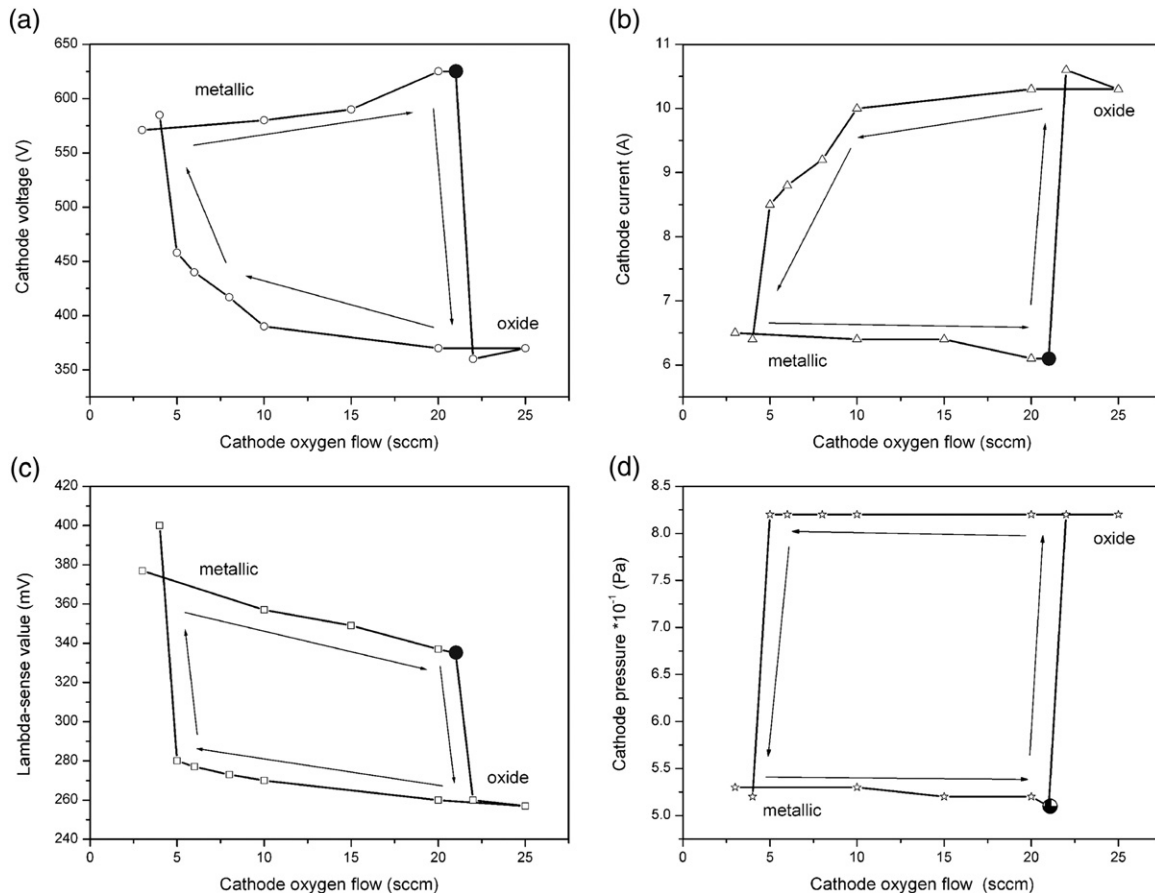 (a)
650
600
550
500
450
400
350
Cathode voltage (V)
metallic
oxide
0 5 10 15 20 25
Cathode oxygen flow (sccm)
(b)
11
10
9
8
7
6
Cathode current (A)
oxide
metallic
0 5 10 15 20 25
Cathode oxygen flow (sccm)
(c)
420
400
380
360
340
320
300
280
260
240
Lambda-sense value (mV)
metallic
oxide
0 5 10 15 20 25
Cathode oxygen flow (sccm)
(d)
8.5
8.0
7.5
7.0
6.5
6.0
5.5
5.0
Cathode pressure *10⁻¹ (Pa)
oxide
metallic
0 5 10 15 20 25
Cathode oxygen flow (sccm)